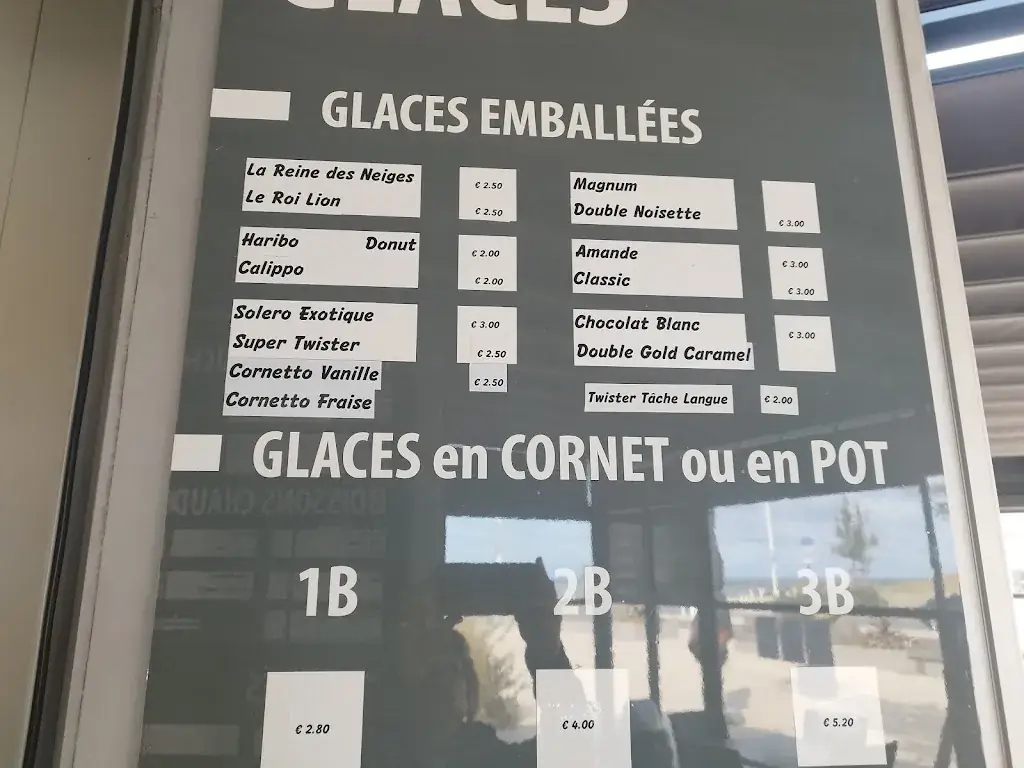 GLACES
GLACES EMBALLÉES
La Reine des Neiges € 2.50
Le Roi Lion € 2.50
Haribo Donut € 2.00
Calippo € 2.00
Solero Exotique € 3.00
Super Twister € 2.50
Cornetto Vanille € 2.50
Cornetto Fraise
Magnum
Double Noisette € 3.00
Amande € 3.00
Classic € 3.00
Chocolat Blanc € 3.00
Double Gold Caramel
Twister Tâche Langue € 2.00
GLACES en CORNET ou en POT
1B 2B 3B
€ 2.80 € 4.00 € 5.20